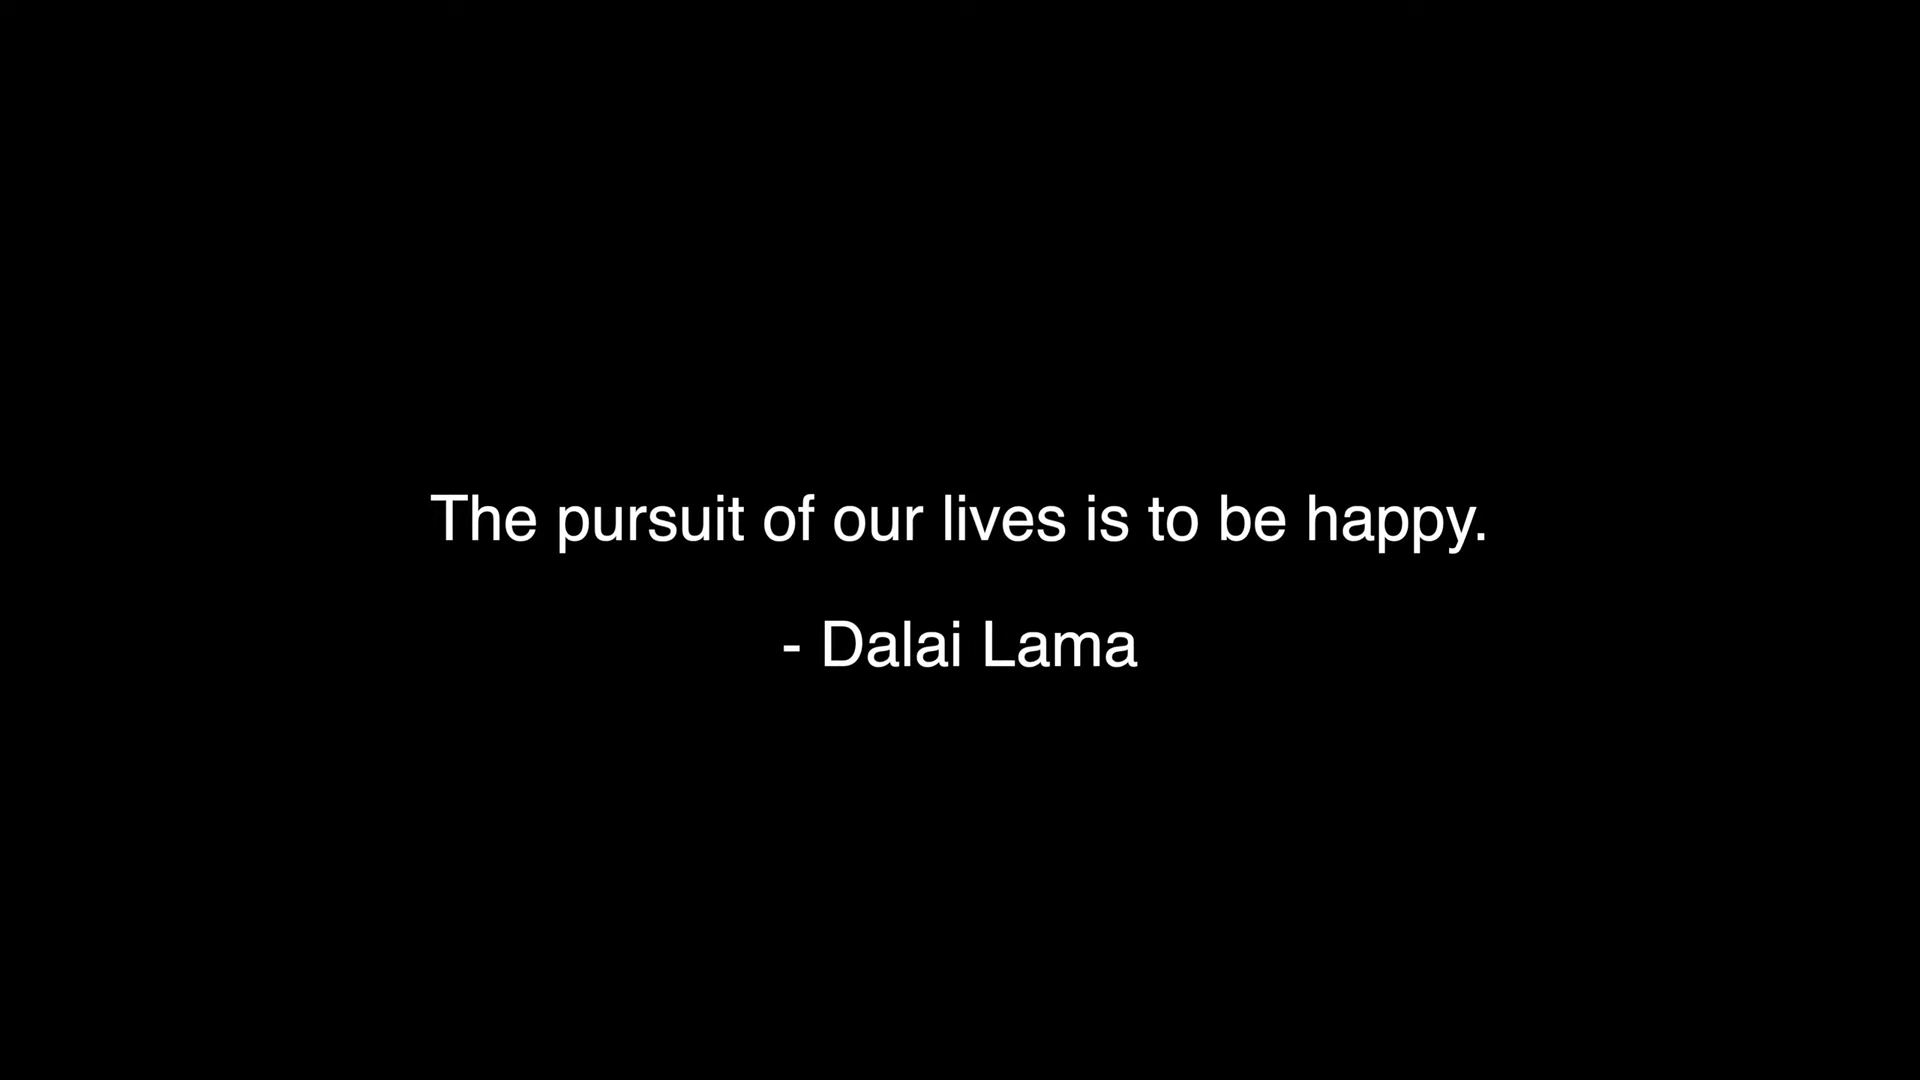 The pursuit of our lives is to be happy.
- Dalai Lama